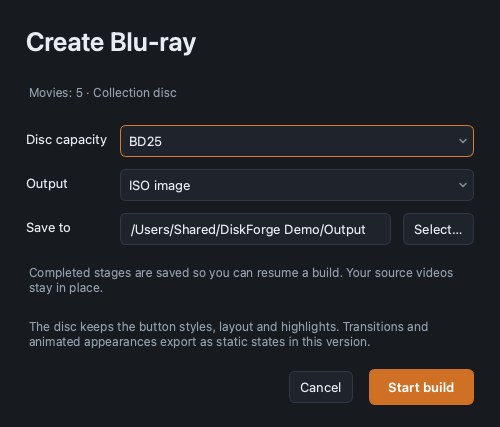 Create Blu-ray
Movies: 5 · Collection disc
Disc capacity
BD25
Output
ISO image
Save to
/Users/Shared/DiskForge Demo/Output
Select...
Completed stages are saved so you can resume a build. Your source videos
stay in place.
The disc keeps the button styles, layout and highlights. Transitions and
animated appearances export as static states in this version.
Cancel
Start build